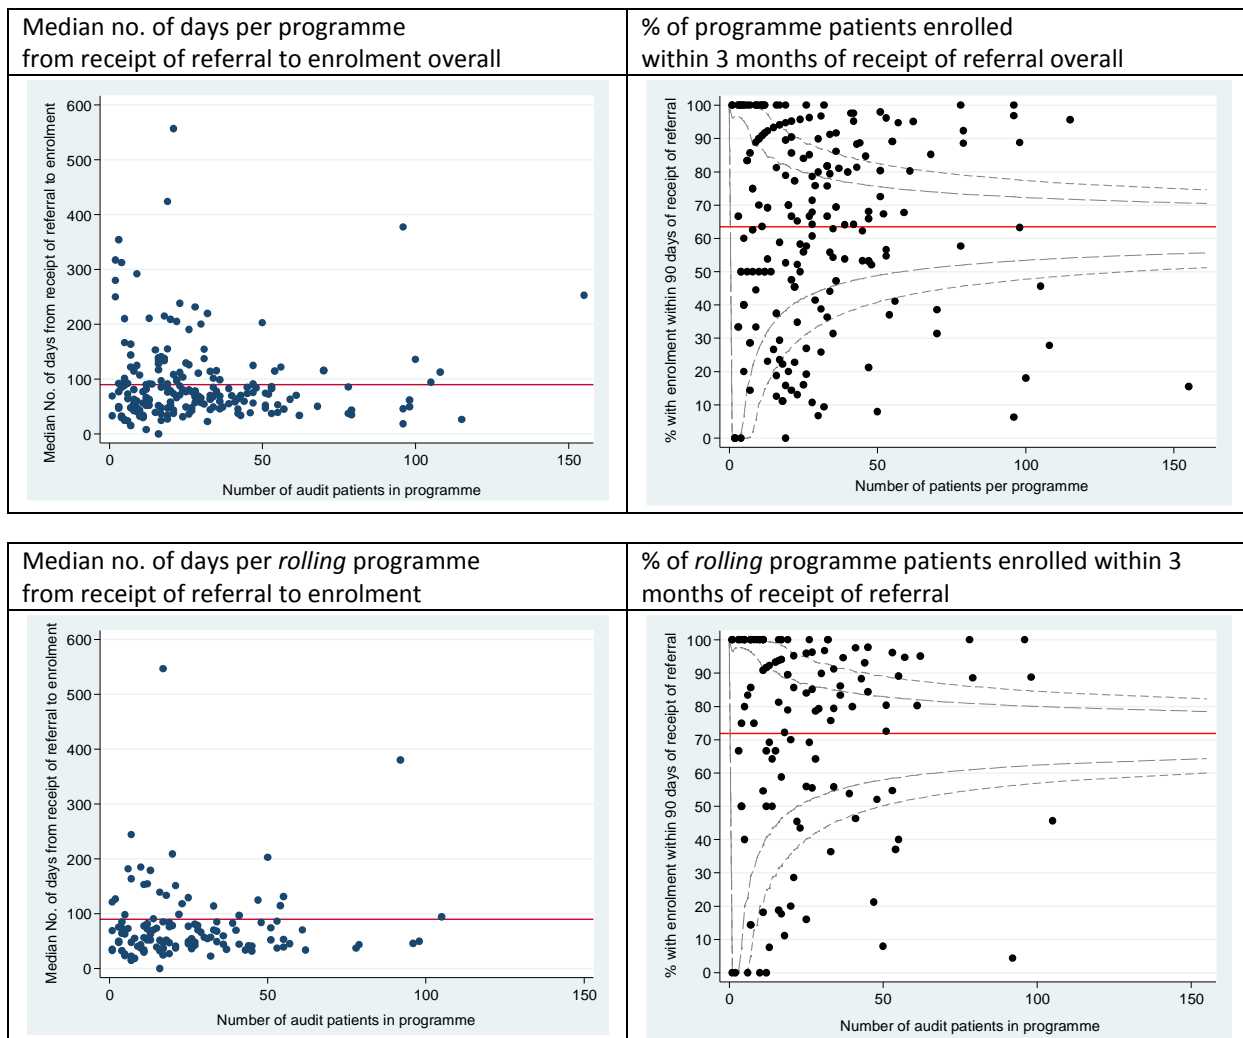 Median no. of days per programme
from receipt of referral to enrolment overall
% of programme patients enrolled
within 3 months of receipt of referral overall
Median No. of days from receipt of referral to enrolment
600
500
400
300
200
100
0
0 50 100 150
Number of audit patients in programme
% with enrolment within 90 days of receipt of referral
100
90
80
70
60
50
40
30
20
10
0
0 50 100 150
Number of patients per programme
Median no. of days per rolling programme
from receipt of referral to enrolment
% of rolling programme patients enrolled within 3
months of receipt of referral
Median No. of days from receipt of referral to enrolment
600
500
400
300
200
100
0
0 50 100 150
Number of audit patients in programme
% with enrolment within 90 days of receipt of referral
100
90
80
70
60
50
40
30
20
10
0
0 50 100 150
Number of audit patients in programme